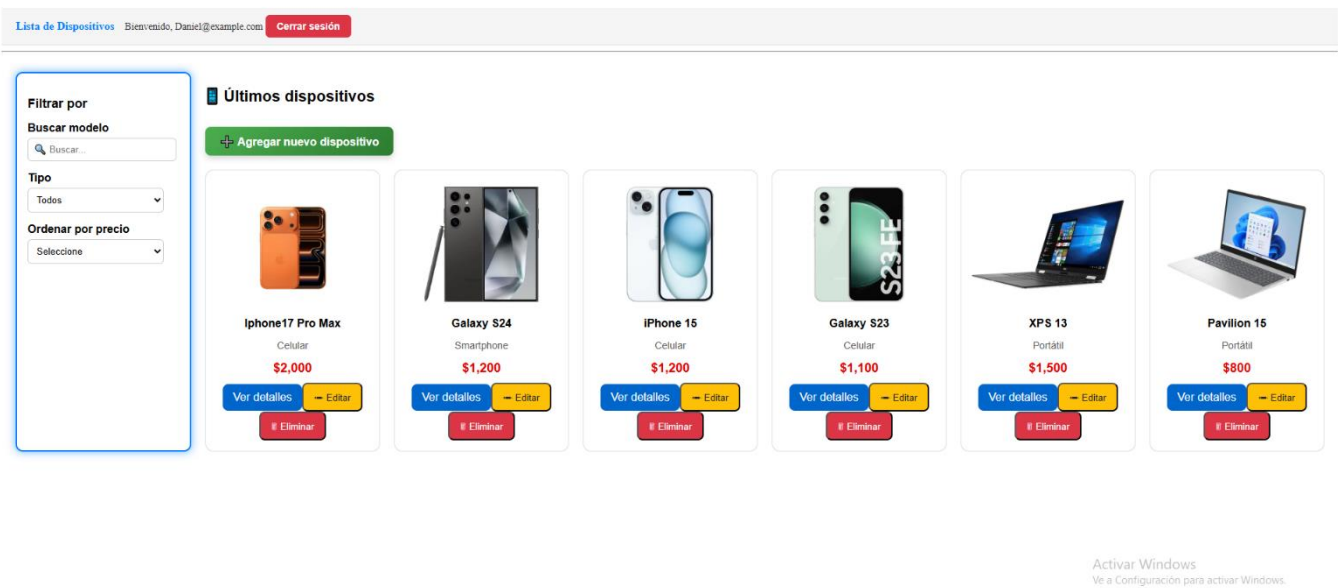 Lista de Dispositivos Bienvenido, Daniel@example.com Cerrar sesión
Filtrar por
Buscar modelo
Buscar...
Tipo
Todos
Ordenar por precio
Seleccione
Últimos dispositivos
Agregar nuevo dispositivo
Iphone17 Pro Max
Celular
$2,000
Ver detalles Editar
Eliminar
Galaxy S24
Smartphone
$1,200
Ver detalles Editar
Eliminar
iPhone 15
Celular
$1,200
Ver detalles Editar
Eliminar
S23 FE
Galaxy S23
Celular
$1,100
Ver detalles Editar
Eliminar
XPS 13
Portátil
$1,500
Ver detalles Editar
Eliminar
Pavilion 15
Portátil
$800
Ver detalles Editar
Eliminar
Activar Windows
Ve a Configuración para activar Windows.